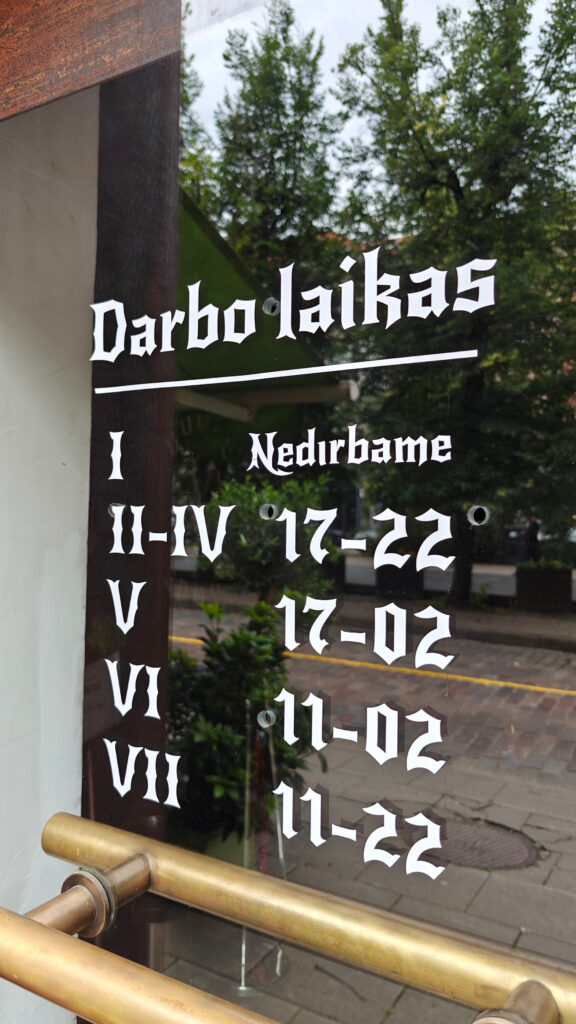 Darbo laikas
I Nedirbame
II-IV 17-22
V 17-02
VI 11-02
VII 11-22